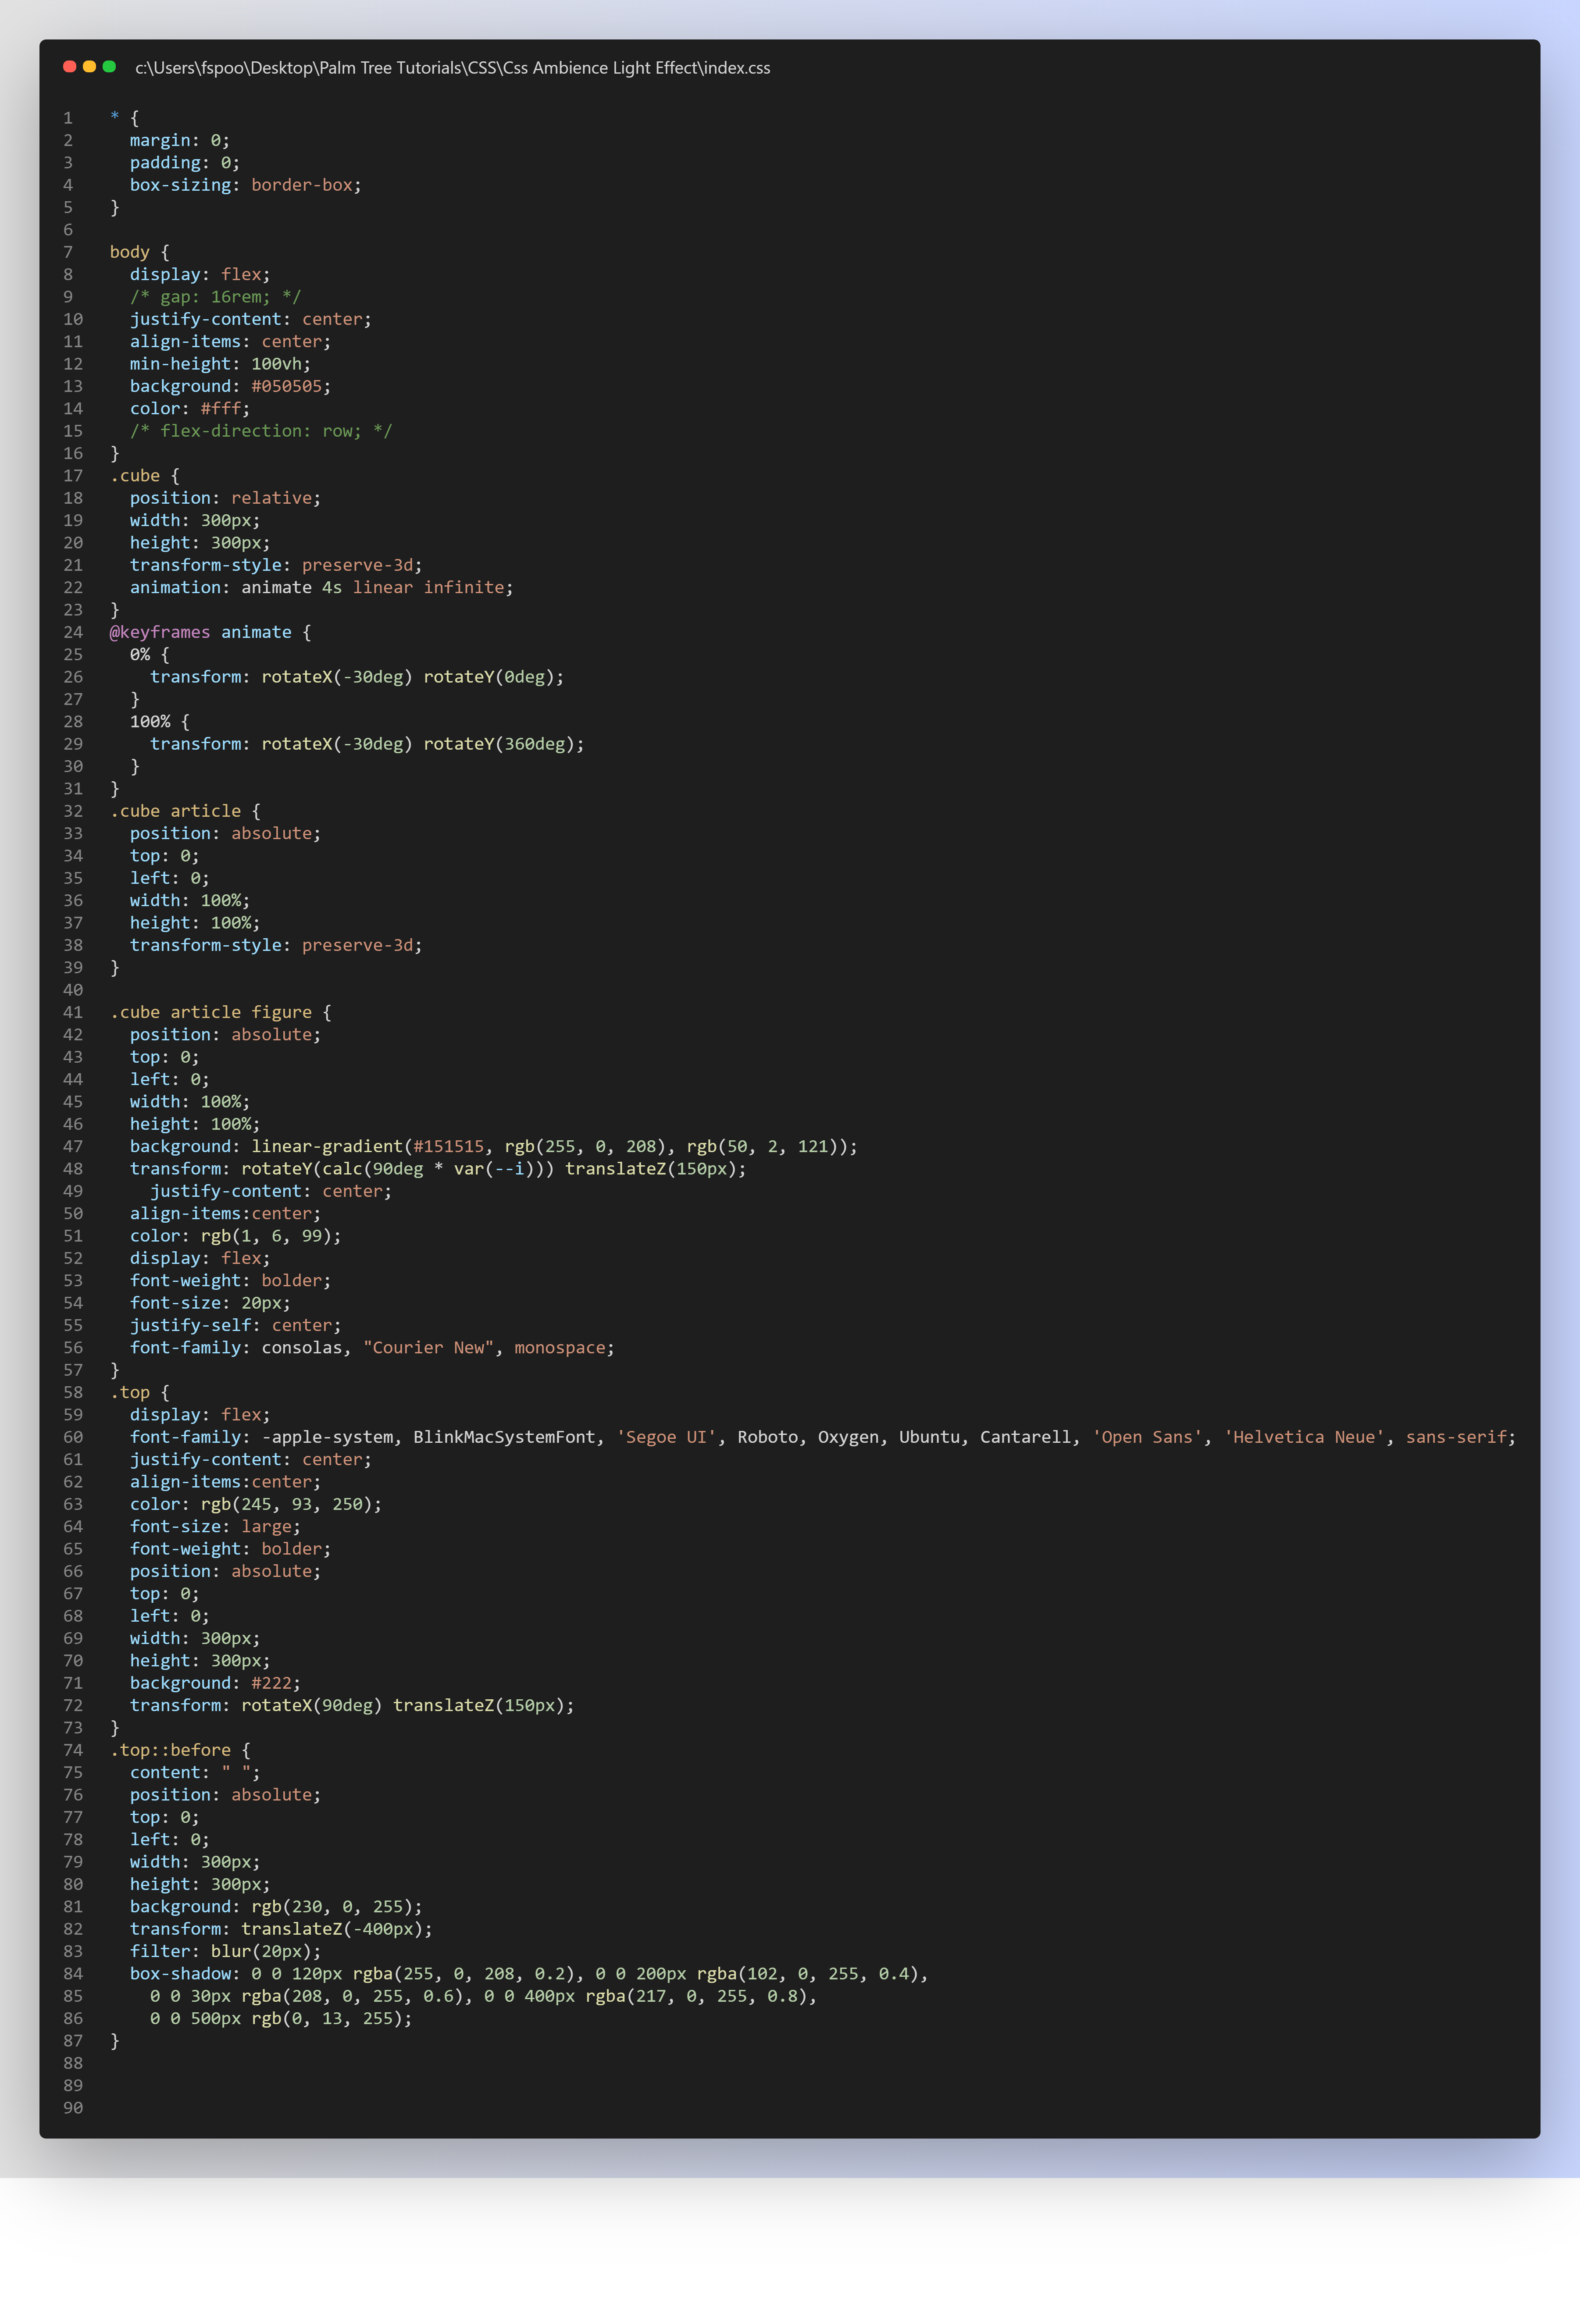 c:\Users\fspoo\Desktop\Palm Tree Tutorials\CSS\Css Ambience Light Effect\index.css
1 * {
2   margin: 0;
3   padding: 0;
4   box-sizing: border-box;
5 }
6
7 body {
8   display: flex;
9   /* gap: 16rem; */
10   justify-content: center;
11   align-items: center;
12   min-height: 100vh;
13   background: #050505;
14   color: #fff;
15   /* flex-direction: row; */
16 }
17 .cube {
18   position: relative;
19   width: 300px;
20   height: 300px;
21   transform-style: preserve-3d;
22   animation: animate 4s linear infinite;
23 }
24 @keyframes animate {
25   0% {
26     transform: rotateX(-30deg) rotateY(0deg);
27   }
28   100% {
29     transform: rotateX(-30deg) rotateY(360deg);
30   }
31 }
32 .cube article {
33   position: absolute;
34   top: 0;
35   left: 0;
36   width: 100%;
37   height: 100%;
38   transform-style: preserve-3d;
39 }
40
41 .cube article figure {
42   position: absolute;
43   top: 0;
44   left: 0;
45   width: 100%;
46   height: 100%;
47   background: linear-gradient(#151515, rgb(255, 0, 208), rgb(50, 2, 121));
48   transform: rotateY(calc(90deg * var(--i))) translateZ(150px);
49     justify-content: center;
50   align-items:center;
51   color: rgb(1, 6, 99);
52   display: flex;
53   font-weight: bolder;
54   font-size: 20px;
55   justify-self: center;
56   font-family: consolas, "Courier New", monospace;
57 }
58 .top {
59   display: flex;
60   font-family: -apple-system, BlinkMacSystemFont, 'Segoe UI', Roboto, Oxygen, Ubuntu, Cantarell, 'Open Sans', 'Helvetica Neue', sans-serif;
61   justify-content: center;
62   align-items:center;
63   color: rgb(245, 93, 250);
64   font-size: large;
65   font-weight: bolder;
66   position: absolute;
67   top: 0;
68   left: 0;
69   width: 300px;
70   height: 300px;
71   background: #222;
72   transform: rotateX(90deg) translateZ(150px);
73 }
74 .top::before {
75   content: " ";
76   position: absolute;
77   top: 0;
78   left: 0;
79   width: 300px;
80   height: 300px;
81   background: rgb(230, 0, 255);
82   transform: translateZ(-400px);
83   filter: blur(20px);
84   box-shadow: 0 0 120px rgba(255, 0, 208, 0.2), 0 0 200px rgba(102, 0, 255, 0.4),
85     0 0 30px rgba(208, 0, 255, 0.6), 0 0 400px rgba(217, 0, 255, 0.8),
86     0 0 500px rgb(0, 13, 255);
87 }
88
89
90